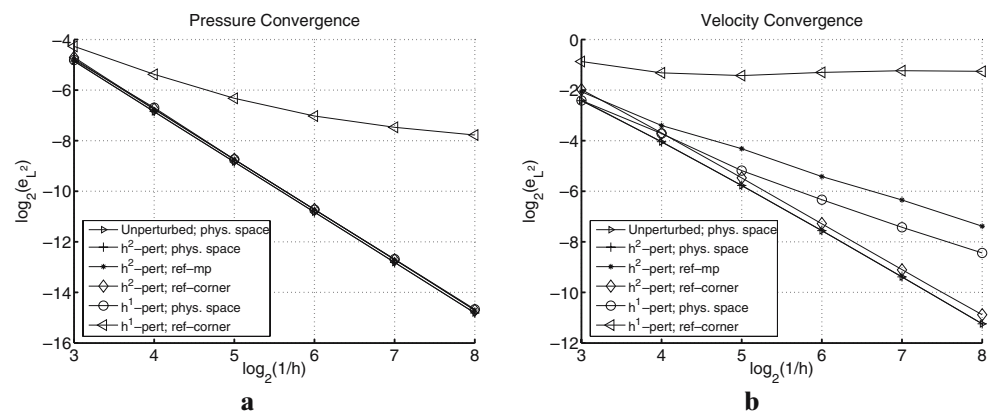 Pressure Convergence
−4
−6
−8
−10
−12
−14
−16
3
4
5
6
7
8
log2(1/h)
log2(eL2)
Unperturbed; phys. space
h2−pert; phys. space
h2−pert; ref−mp
h2−pert; ref−corner
h1−pert; phys. space
h1−pert; ref−corner
a
Velocity Convergence
0
−2
−4
−6
−8
−10
−12
3
4
5
6
7
8
log2(1/h)
log2(eL2)
Unperturbed; phys. space
h2−pert; phys. space
h2−pert; ref−mp
h2−pert; ref−corner
h1−pert; phys. space
h1−pert; ref−corner
b